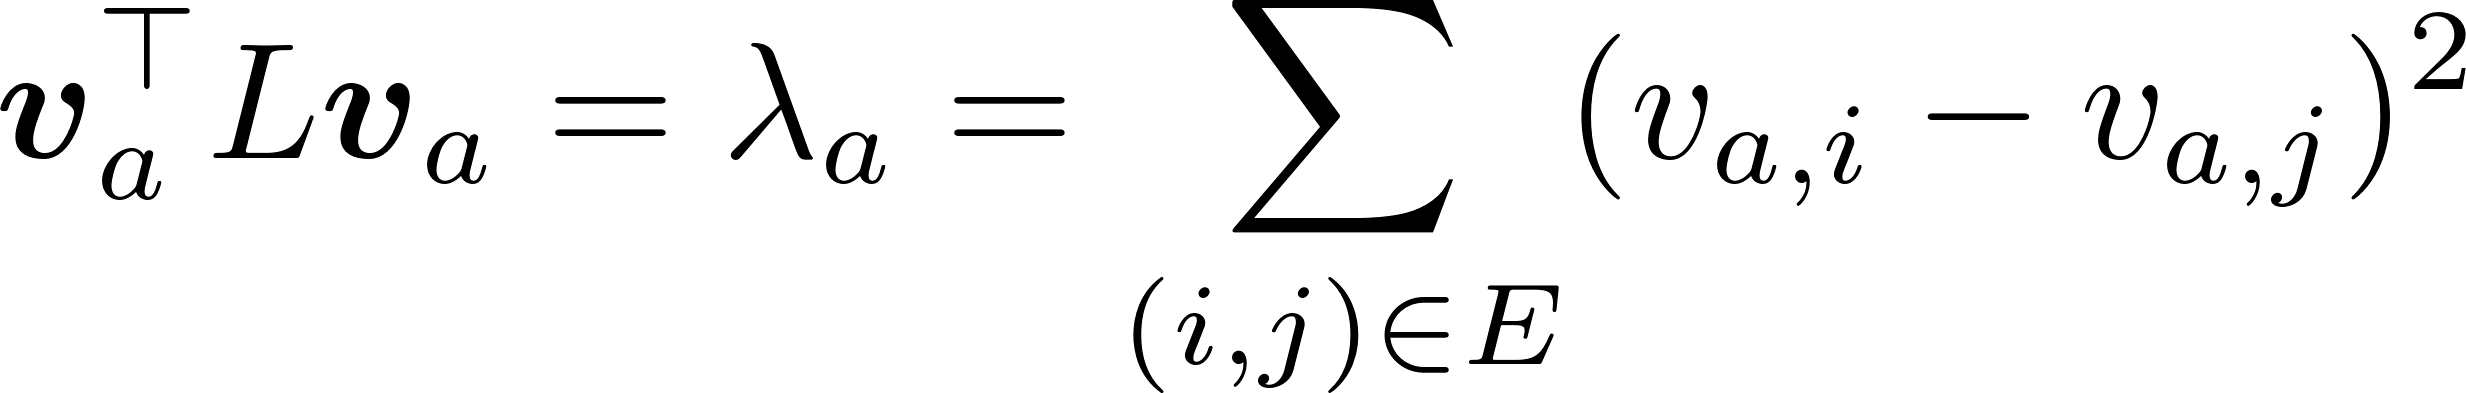 $\boldsymbol{v}_a^\top L \boldsymbol{v}_a = \lambda_a = \sum_{(i,j) \in E} (v_{a,i} - v_{a,j})^2$